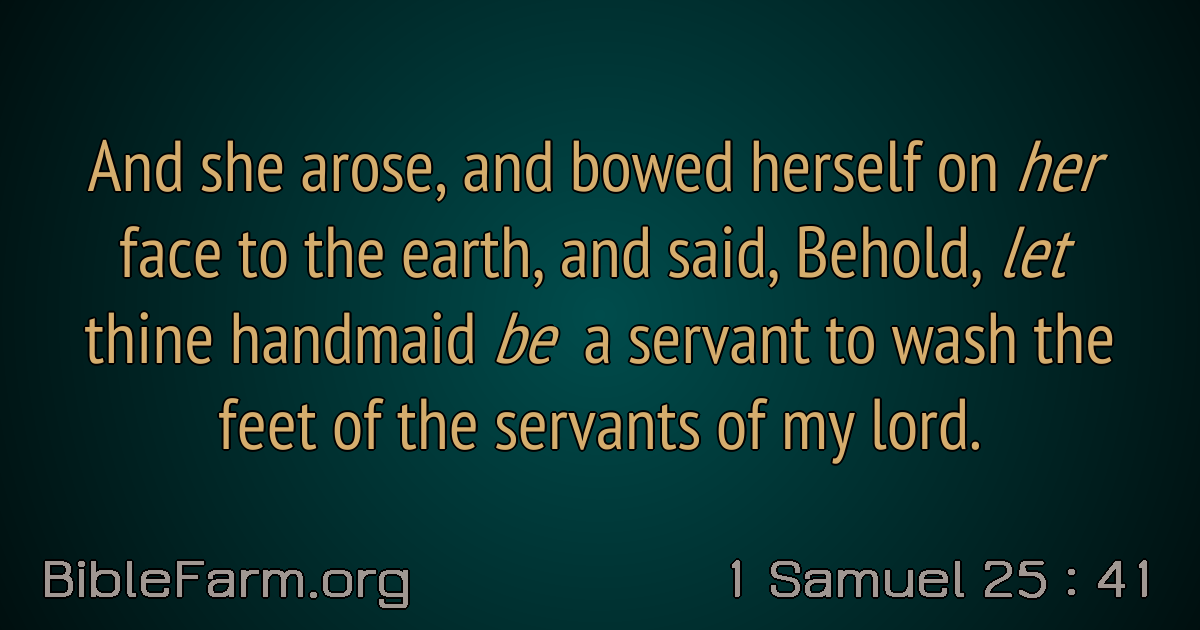 And she arose, and bowed herself on her
face to the earth, and said, Behold, let
thine handmaid be a servant to wash the
feet of the servants of my lord.
BibleFarm.org
1 Samuel 25 : 41